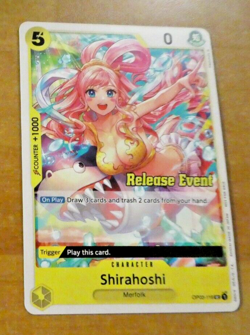 5
0
COUNTER +1000
Release Event
On Play Draw 3 cards and trash 2 cards from your hand.
Trigger Play this card.
CHARACTER
Shirahoshi
Merfolk